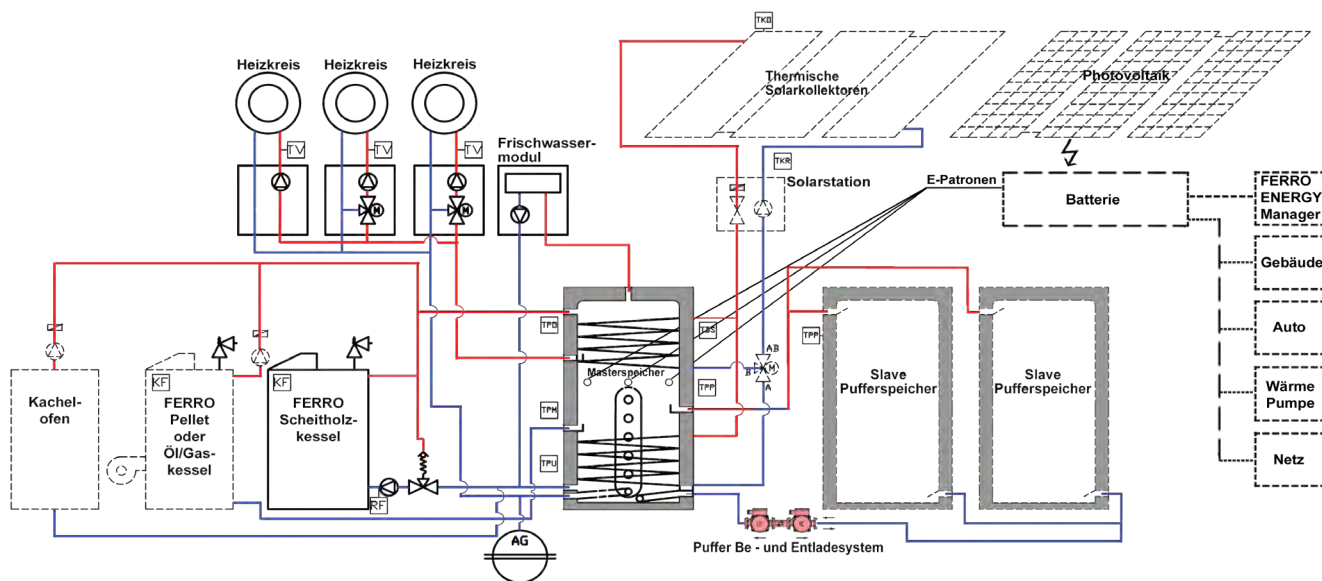 TKO
Heizkreis
Heizkreis
Heizkreis
Thermische
Solarkollektoren
Photovoltaik
TV
TV
TV
Frischwasser-
modul
TKR
Solarstation
E-Patronen
Batterie
FERRO
ENERGY
Manager
M
M
Gebäude
Auto
Wärme
Pumpe
Netz
TPO
TBS
TPP
AB
B
M
A
Masterspeicher
TPP
TPH
TPU
Slave
Pufferspeicher
Slave
Pufferspeicher
Kachel-
ofen
KF
FERRO
Pellet
oder
Öl/Gas-
kessel
KF
FERRO
Scheitholz-
kessel
RF
AG
Puffer Be - und Entladesystem